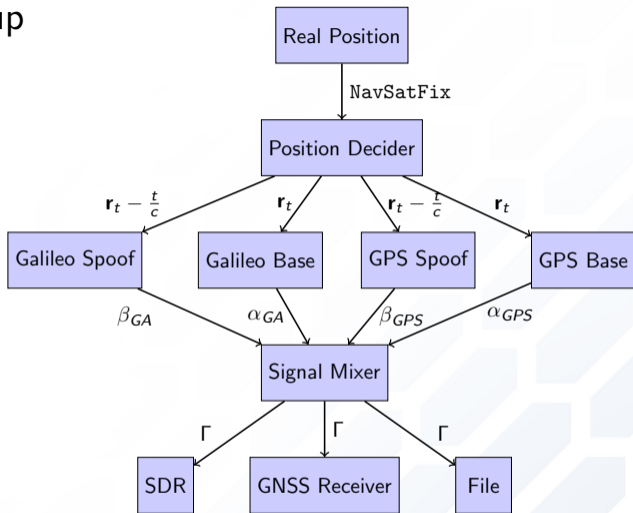 up
Real Position
NavSatFix
Position Decider
r_t − t/c
r_t
r_t − t/c
r_t
Galileo Spoof
Galileo Base
GPS Spoof
GPS Base
β_GA
α_GA
β_GPS
α_GPS
Signal Mixer
Γ
Γ
Γ
SDR
GNSS Receiver
File